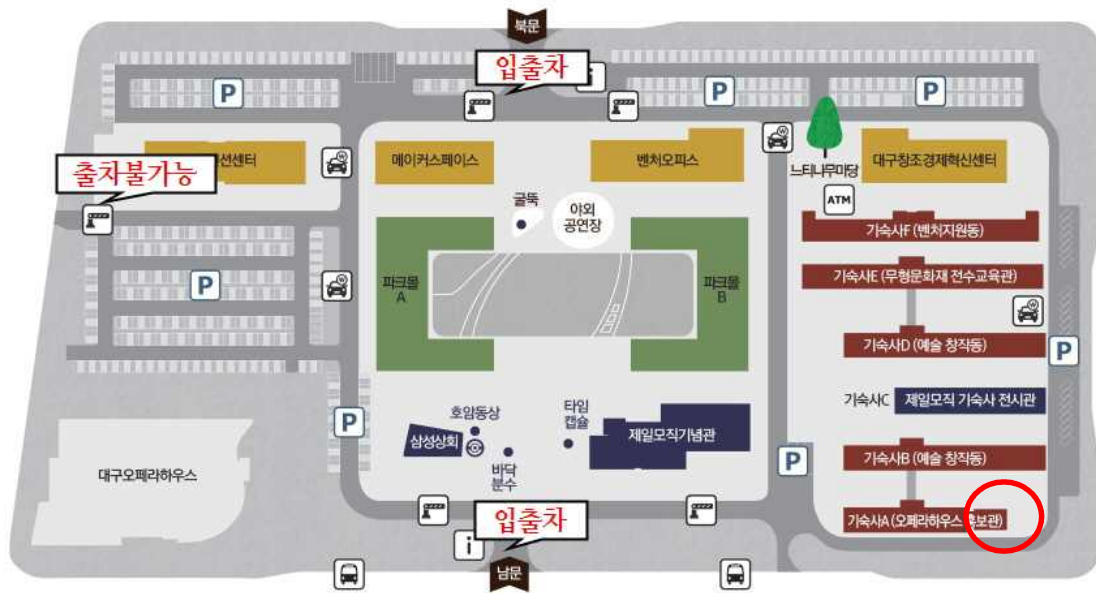 북문
입출차
i
P
P
P
션센터
메이커스페이스
벤처오피스
느티나무마당
대구창조경제혁신센터
출차불가능
ATM
굴뚝
야외
공연장
기숙사F (벤처지원동)
파크몰
A
파크몰
B
기숙사E (무형문화재 전수교육관)
P
기숙사D (예술 창작동)
P
기숙사C
제일모직 기숙사 전시관
호암동상
타임
캡슐
P
삼성상회
제일모직기념관
바닥
분수
P
기숙사B (예술 창작동)
대구오페라하우스
입출차
기숙사A (오페라하우스 홍보관)
i
남문